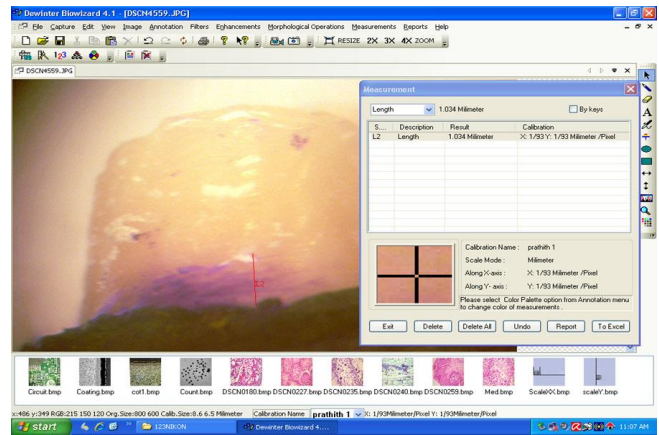 Dewinter Biowizard 4.1 - [DSCN4559.JPG]
File Capture Edit View Image Annotation Filters Enhancements Morphological Operations Measurements Reports Help
RESIZE 2X 3X 4X ZOOM
123
DSCN4559.JPG
Measurement
Length 1.034 Milimeter By keys
S... Description Result Calibration
L2 Length 1.034 Milimeter X: 1/93 Y: 1/93 Milimeter /Pixel
L2
Calibration Name : prathith 1
Scale Mode : Milimeter
Along X-axis : X: 1/93 Milimeter /Pixel
Along Y- axis : Y: 1/93 Milimeter /Pixel
Please select Color Palette option from Annotation menu
to change color of measurements .
Exit Delete Delete All Undo Report To Excel
Circuit.bmp Coating.bmp cot1.bmp Count.bmp DSCN0180.bmp DSCN0227.bmp DSCN0235.bmp DSCN0240.bmp DSCN0259.bmp Med.bmp ScaleXX.bmp scaleY.bmp
x:486 y:349 RGB:215 150 120 Org.Size:800 600 Calib.Size:8.6 6.5 Milimeter Calibration Name prathith 1 X: 1/93Milimeter/Pixel Y: 1/93Milimeter/Pixel
start 123NIKON Dewinter Biowizard 4.... 11:07 AM